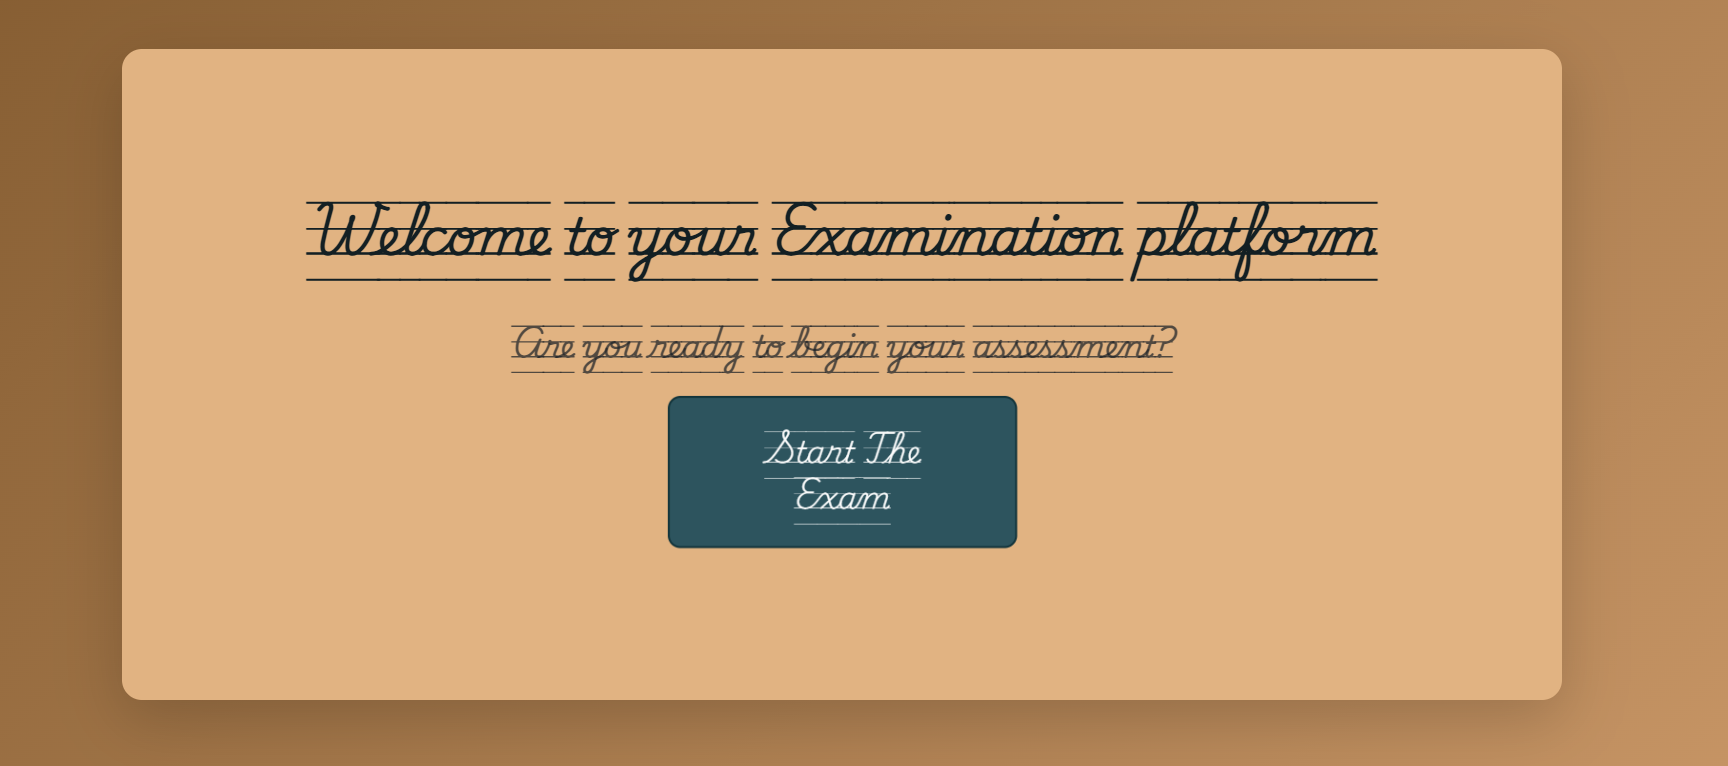 Welcome to your Examination platform
Are you ready to begin your assessment?
Start The
Exam